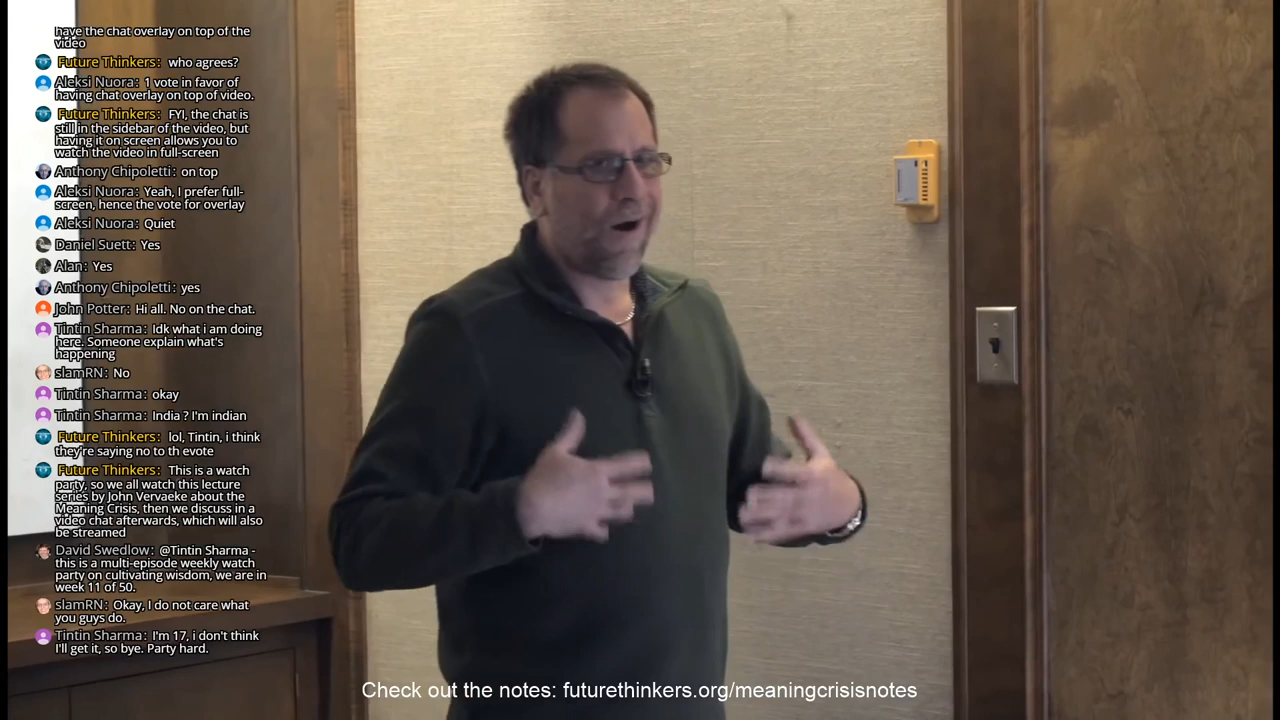 have the chat overlay on top of the
video
Future Thinkers: who agrees?
Aleksi Nuora: 1 vote in favor of
having chat overlay on top of video.
Future Thinkers: FYI, the chat is
still in the sidebar of the video, but
having it on screen allows you to
watch the video in full-screen
Anthony Chipoletti: on top
Aleksi Nuora: Yeah, I prefer full-
screen, hence the vote for overlay
Aleksi Nuora: Quiet
Daniel Suett: Yes
Alan: Yes
Anthony Chipoletti: yes
John Potter: Hi all. No on the chat.
Tintin Sharma: Idk what i am doing
here. Someone explain what's
happening
slamRN: No
Tintin Sharma: okay
Tintin Sharma: India ? I'm indian
Future Thinkers: lol, Tintin, i think
they're saying no to th evote
Future Thinkers: This is a watch
party, so we all watch this lecture
series by John Vervaeke about the
Meaning Crisis, then we discuss in a
video chat afterwards, which will also
be streamed
David Swedlow: @Tintin Sharma -
this is a multi-episode weekly watch
party on cultivating wisdom, we are in
week 11 of 50.
slamRN: Okay, I do not care what
you guys do.
Tintin Sharma: I'm 17, i don't think
I'll get it, so bye. Party hard.
Check out the notes: futurethinkers.org/meaningcrisisnotes